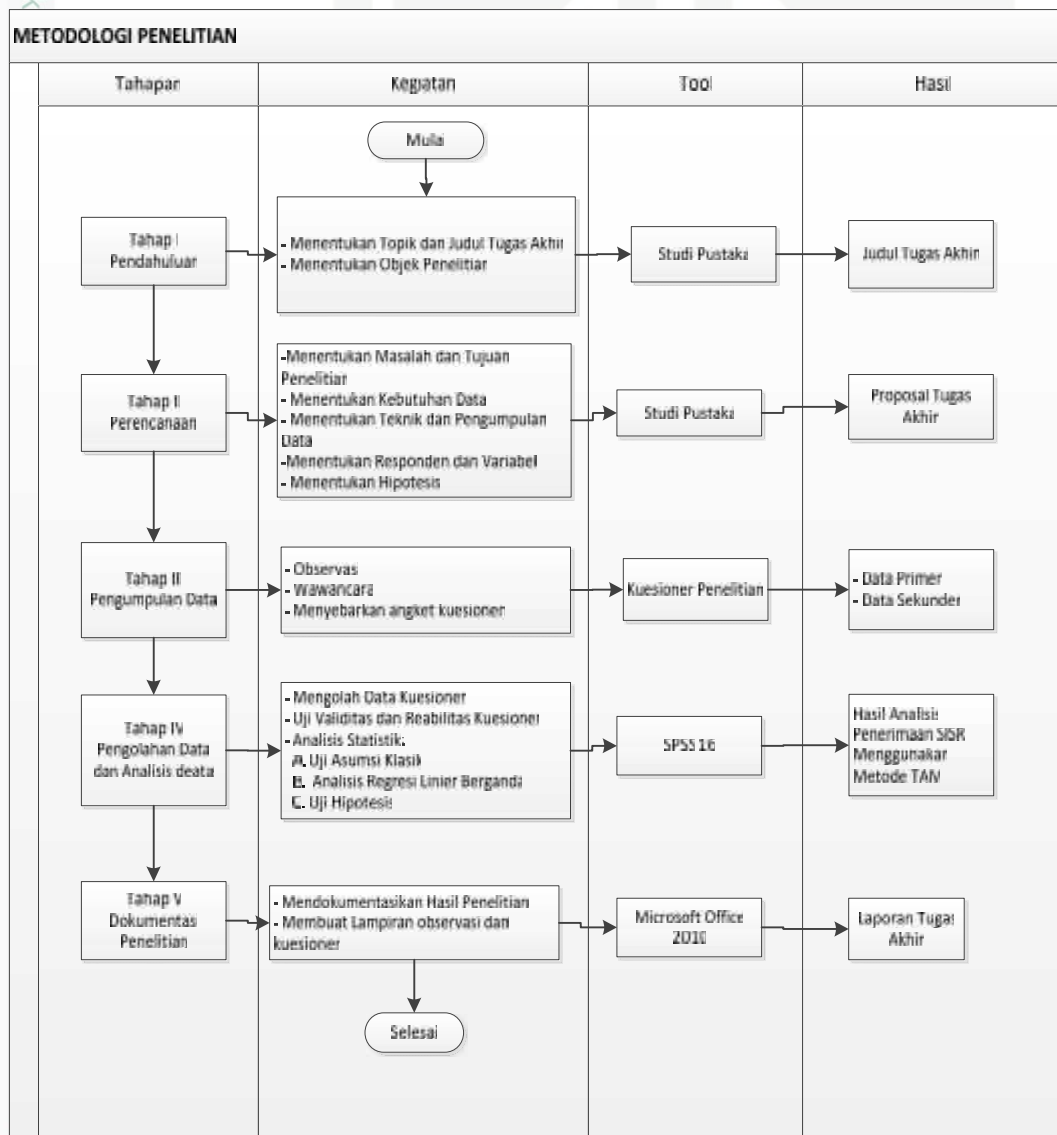 METODOLOGI PENELITIAN
Tahapan
Kegiatan
Tool
Hasil
Mulai
Tahap I
Pendahuluan
- Menentukan Topik dan Judul Tugas Akhir
- Menentukan Objek Penelitian
Studi Pustaka
Judul Tugas Akhir
Tahap II
Perencanaan
-Menentukan Masalah dan Tujuan
Penelitian
- Menentukan Kebutuhan Data
- Menentukan Teknik dan Pengumpulan
Data
-Menentukan Responden dan Variabel
- Menentukan Hipotesis
Studi Pustaka
Proposal Tugas
Akhir
Tahap III
Pengumpulan Data
- Observasi
- Wawancara
- Menyebarkan angket kuesioner
Kuesioner Penelitian
- Data Primer
- Data Sekunder
Tahap IV
Pengolahan Data
dan Analisis deata
- Mengolah Data Kuesioner
- Uji Validitas dan Reabilitas Kuesioner
- Analisis Statistik:
A. Uji Asumsi Klasik
B. Analisis Regresi Linier Berganda
C. Uji Hipotesis
SPSS 16
Hasil Analisis
Penerimaan
Menggunakan
Metode TAM
Tahap V
Dokumentasi
Penelitian
- Mendokumentasikan Hasil Penelitian
- Membuat Lampiran observasi dan
kuesioner
Microsoft Office
2010
Laporan Tugas
Akhir
Selesai